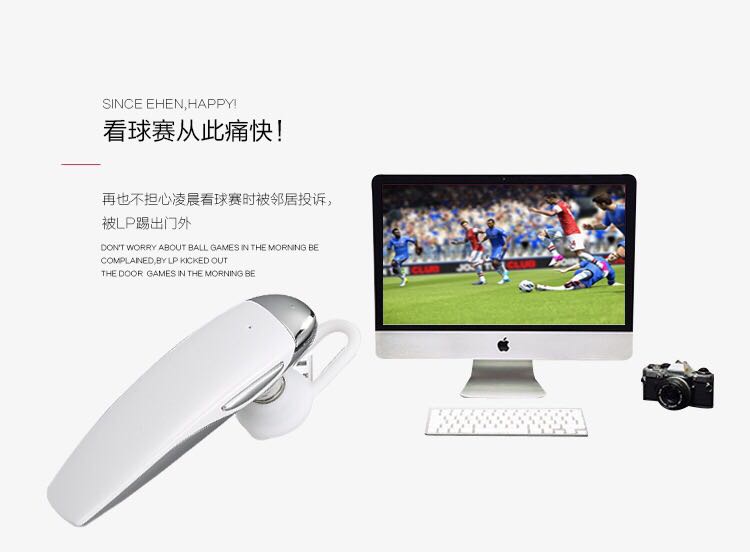 SINCE EHEN,HAPPY!
看球赛从此痛快!
再也不担心凌晨看球赛时被邻居投诉，
被LP踢出门外
DON'T WORRY ABOUT BALL GAMES IN THE MORNING BE
COMPLAINED,BY LP KICKED OUT
THE DOOR GAMES IN THE MORNING BE
CLUB
CLUB